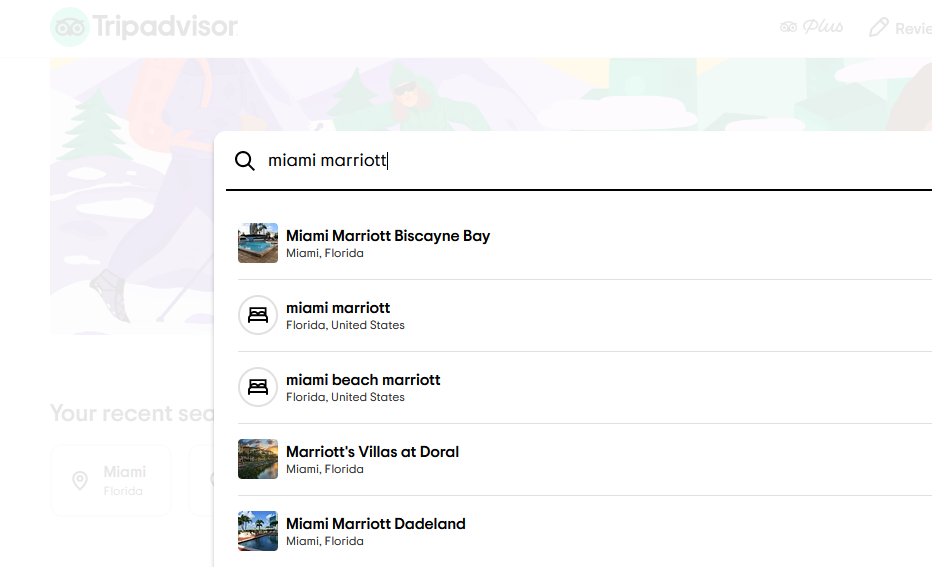 Tripadvisor
Plus
Revie
miami marriott
Miami Marriott Biscayne Bay
Miami, Florida
miami marriott
Florida, United States
miami beach marriott
Florida, United States
Marriott's Villas at Doral
Miami, Florida
Miami Marriott Dadeland
Miami, Florida
Your recent sea
Miami
Florida